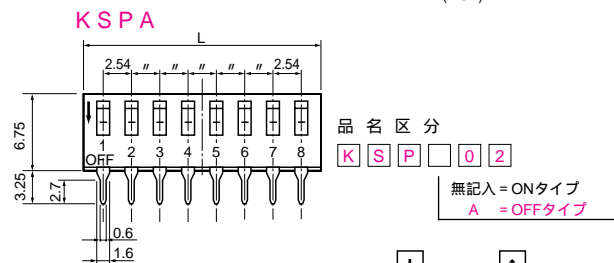 KSPA
L
2.54 〃 〃 〃 〃 〃 2.54
6.75
3.25
2.7
1 2 3 4 5 6 7 8
OFF
0.6
1.6
品名区分
K S P 0 2
無記入 = ONタイプ
A = OFFタイプ